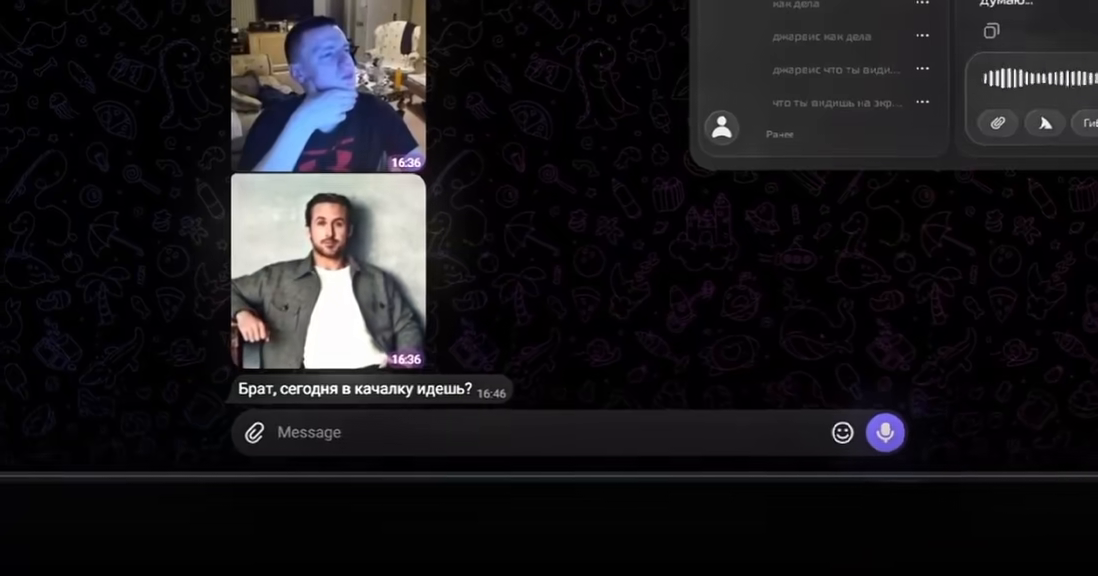 как дела
Думаю...
джарвис как дела
джарвис что ты види...
что ты видишь на экр...
Ранее
16:36
16:36
Брат, сегодня в качалку идешь? 16:46
Message